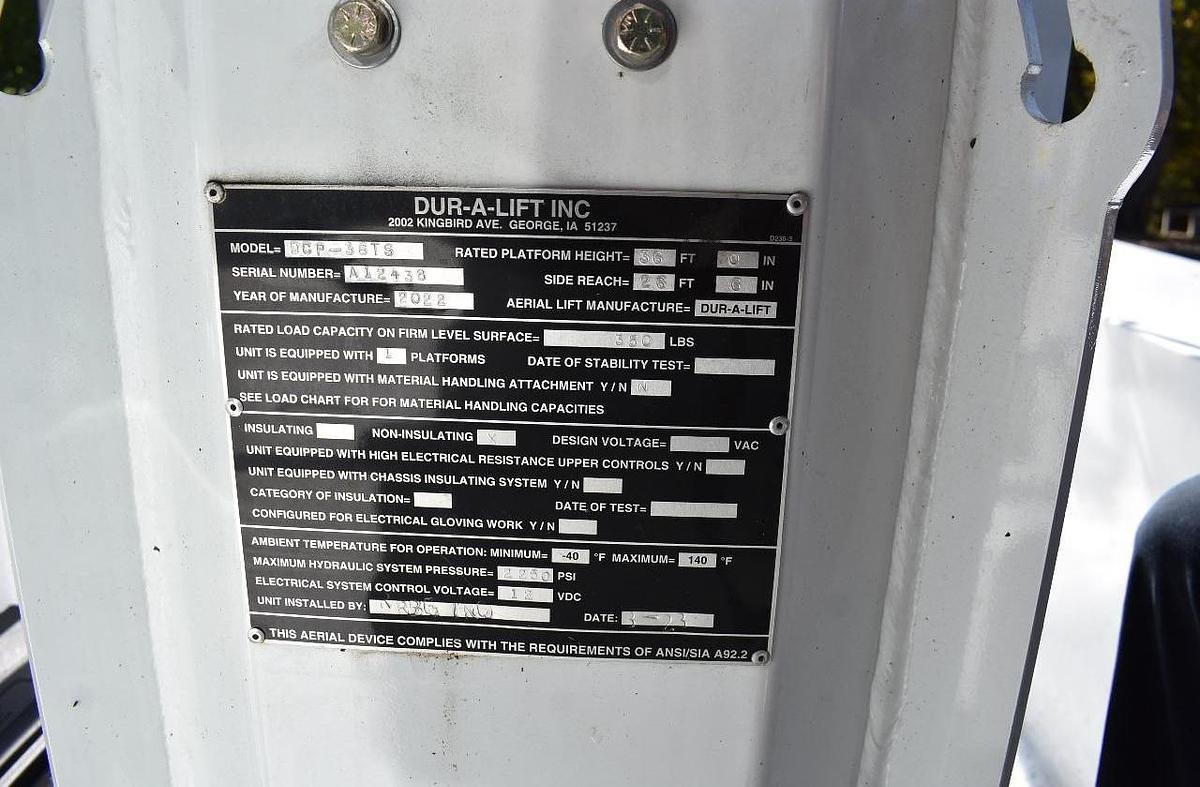 DUR-A-LIFT INC
2002 KINGBIRD AVE. GEORGE, IA 51237
D236-3
MODEL= DCP-36TS RATED PLATFORM HEIGHT= 36 FT 0 IN
SERIAL NUMBER= A12438 SIDE REACH= 26 FT 6 IN
YEAR OF MANUFACTURE= 2022 AERIAL LIFT MANUFACTURE= DUR-A-LIFT
RATED LOAD CAPACITY ON FIRM LEVEL SURFACE= 350 LBS
UNIT IS EQUIPPED WITH 1 PLATFORMS DATE OF STABILITY TEST=
UNIT IS EQUIPPED WITH MATERIAL HANDLING ATTACHMENT Y / N N
SEE LOAD CHART FOR FOR MATERIAL HANDLING CAPACITIES
INSULATING NON-INSULATING X DESIGN VOLTAGE= VAC
UNIT EQUIPPED WITH HIGH ELECTRICAL RESISTANCE UPPER CONTROLS Y / N
UNIT EQUIPPED WITH CHASSIS INSULATING SYSTEM Y / N
CATEGORY OF INSULATION= DATE OF TEST=
CONFIGURED FOR ELECTRICAL GLOVING WORK Y / N
AMBIENT TEMPERATURE FOR OPERATION: MINIMUM= -40 °F MAXIMUM= 140 °F
MAXIMUM HYDRAULIC SYSTEM PRESSURE= 2250 PSI
ELECTRICAL SYSTEM CONTROL VOLTAGE= 12 VDC
UNIT INSTALLED BY: INC DATE: 3-23
THIS AERIAL DEVICE COMPLIES WITH THE REQUIREMENTS OF ANSI/SIA A92.2